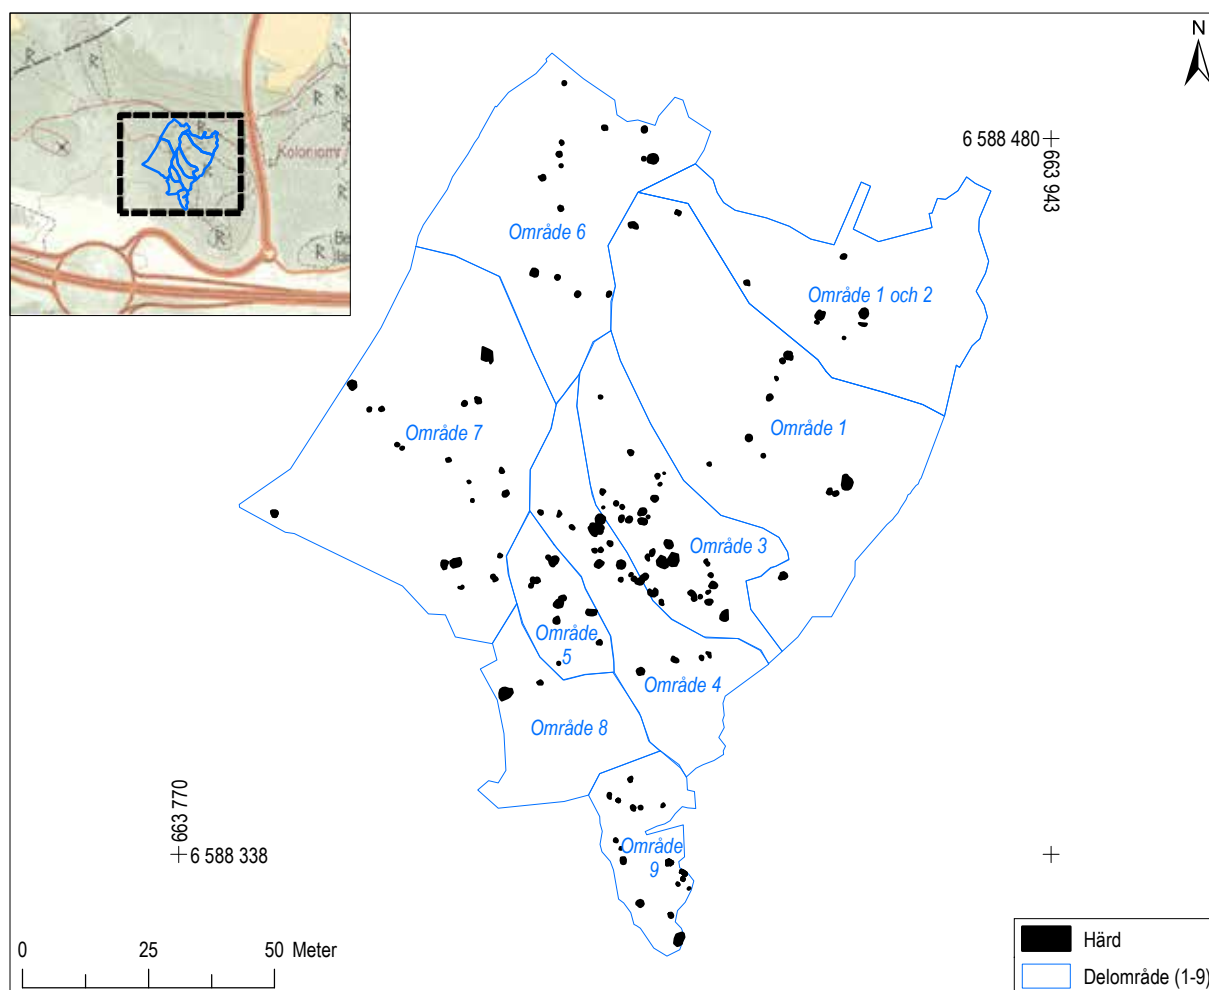 N
R
R
R
R
Koloniområ
R
R
R
R
Be
6 588 480
663 943
Område 6
Område 1 och 2
Område 7
Område 1
Område 3
Område
5
Område 4
Område 8
Område
9
663 770
6 588 338
0 25 50 Meter
Härd
Delområde (1-9)